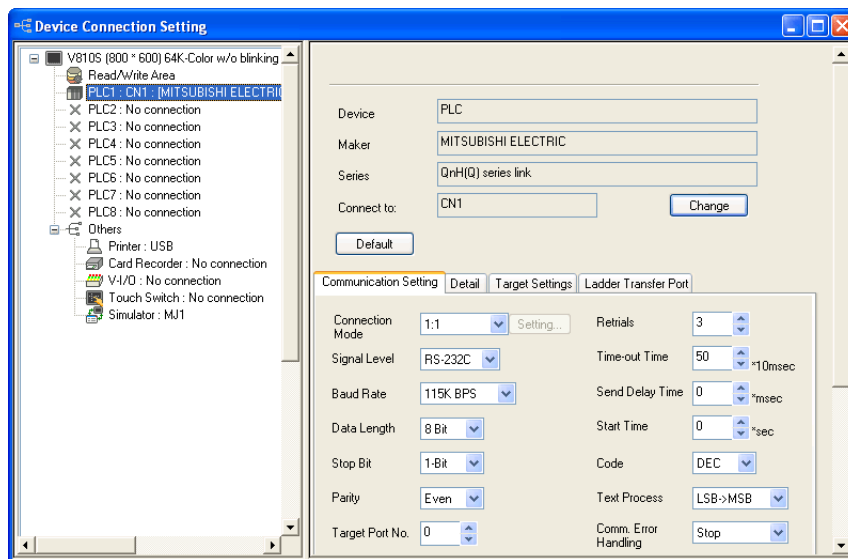 Device Connection Setting
V810S (800 * 600) 64K-Color w/o blinking
Read/Write Area
PLC1 : CN1 : [MITSUBISHI ELECTRIC
PLC2 : No connection
PLC3 : No connection
PLC4 : No connection
PLC5 : No connection
PLC6 : No connection
PLC7 : No connection
PLC8 : No connection
Others
Printer : USB
Card Recorder : No connection
V-I/O : No connection
Touch Switch : No connection
Simulator : MJ1
Device PLC
Maker MITSUBISHI ELECTRIC
Series QnH(Q) series link
Connect to: CN1 Change
Default
Communication Setting Detail Target Settings Ladder Transfer Port
Connection Mode 1:1 Setting... Retrials 3
Signal Level RS-232C Time-out Time 50 *10msec
Baud Rate 115K BPS Send Delay Time 0 *msec
Data Length 8 Bit Start Time 0 *sec
Stop Bit 1-Bit Code DEC
Parity Even Text Process LSB->MSB
Target Port No. 0 Comm. Error Handling Stop